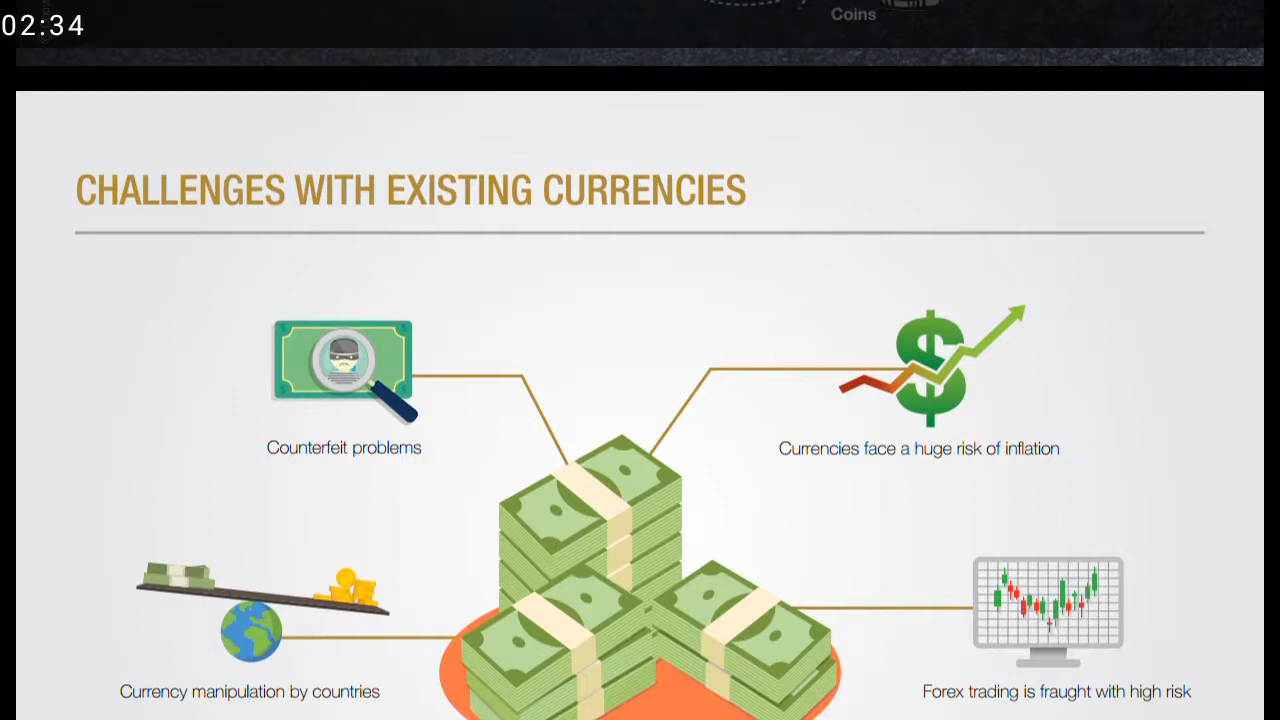 02:34
Coins
CHALLENGES WITH EXISTING CURRENCIES
Counterfeit problems
Currencies face a huge risk of inflation
Currency manipulation by countries
Forex trading is fraught with high risk